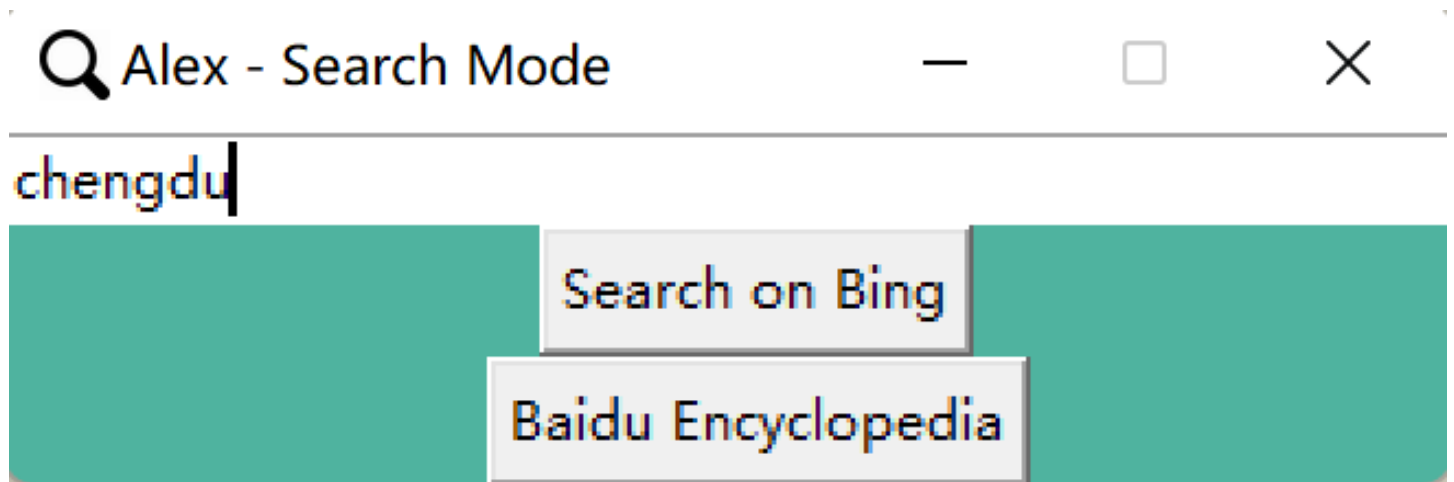 Alex - Search Mode
chengdu
Search on Bing
Baidu Encyclopedia